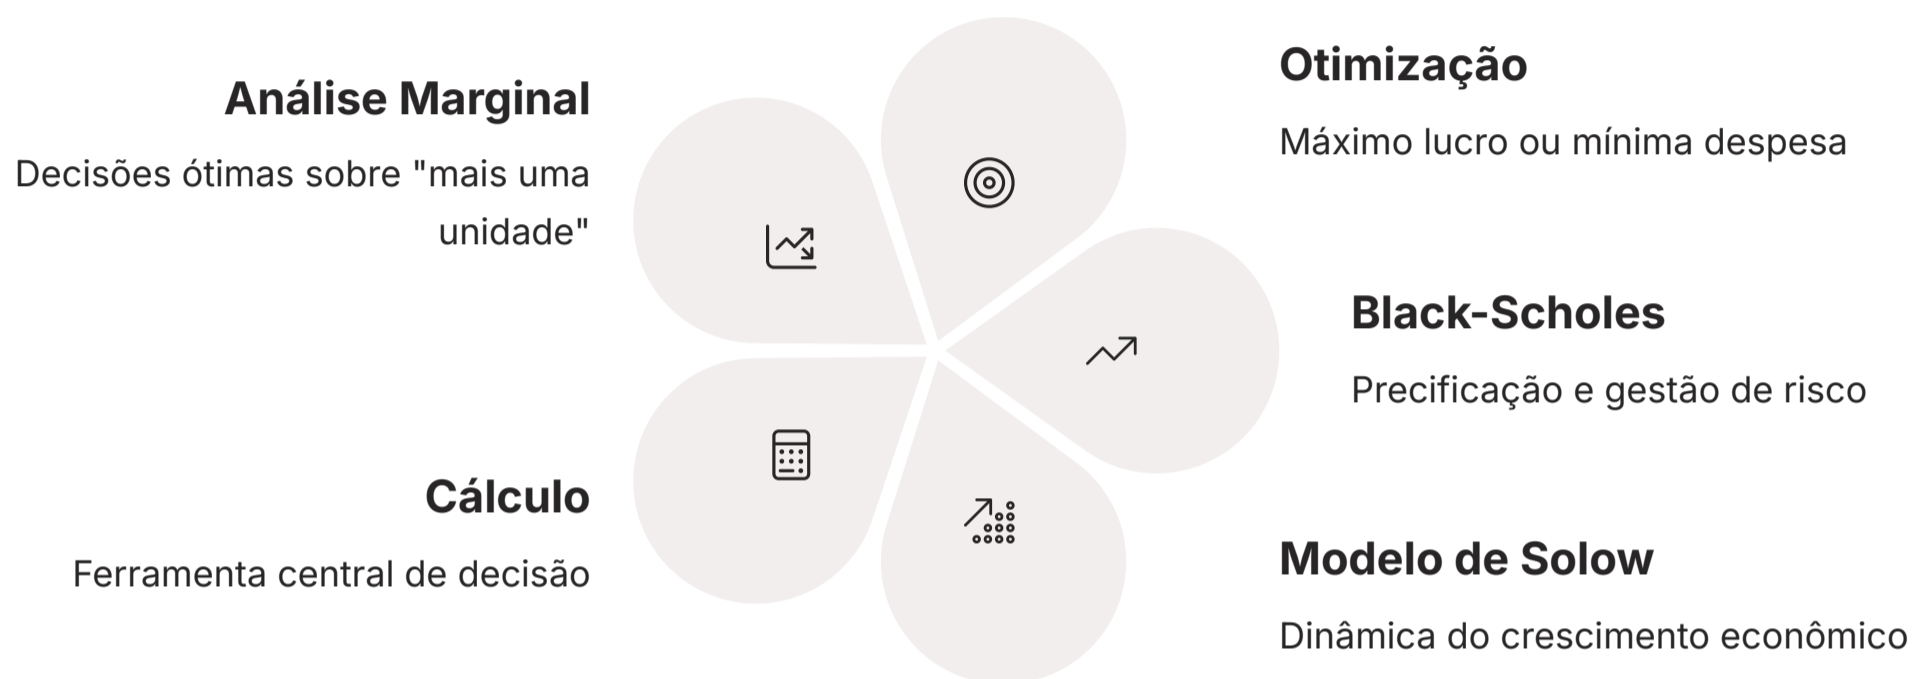 Análise Marginal
Decisões ótimas sobre "mais uma
unidade"
Otimização
Máximo lucro ou mínima despesa
Black-Scholes
Precificação e gestão de risco
Cálculo
Ferramenta central de decisão
Modelo de Solow
Dinâmica do crescimento econômico